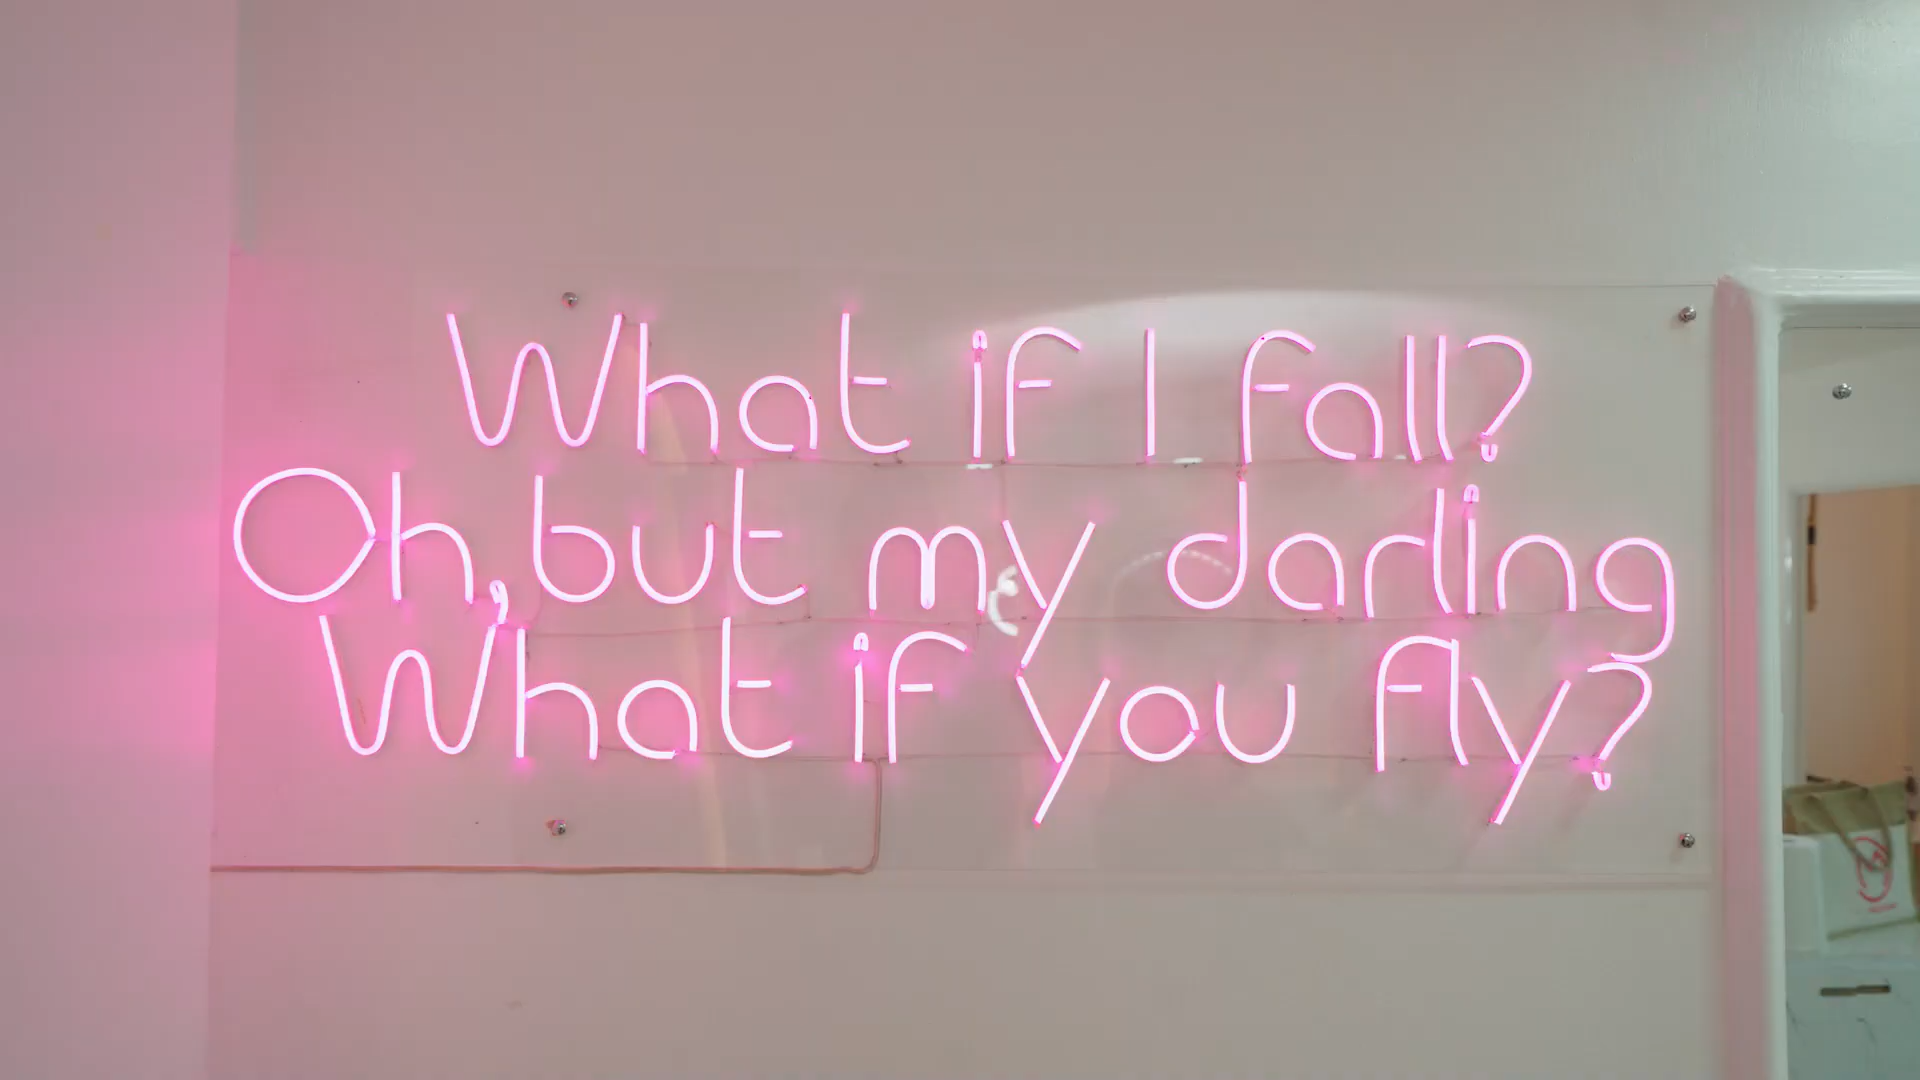 What if I fall?
Oh, but my darling
What if you fly?